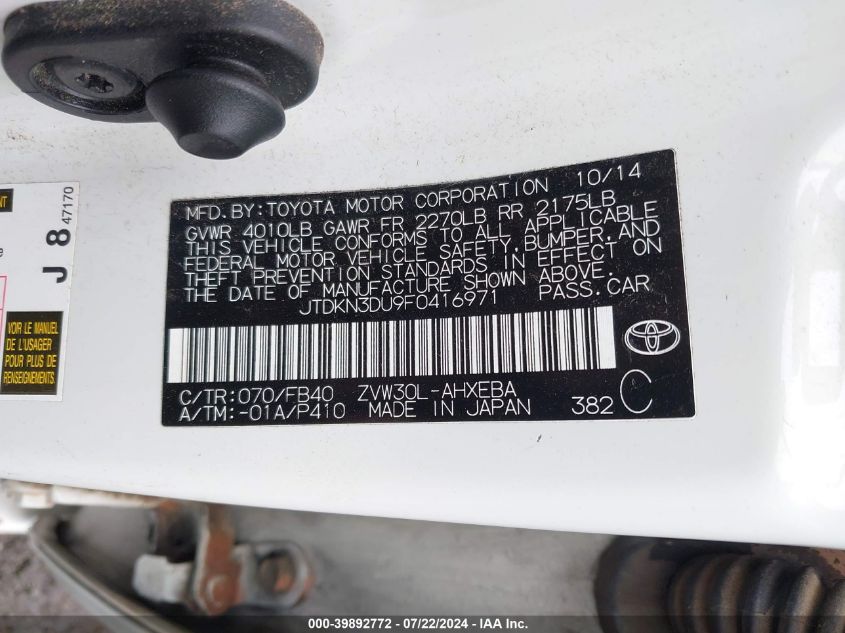 MFD.BY:TOYOTA MOTOR CORPORATION 10/14
GVWR 4010LB GAWR FR 2270LB RR 2175LB
THIS VEHICLE CONFORMS TO ALL APPLICABLE
FEDERAL MOTOR VEHICLE SAFETY,BUMPER,AND
THEFT PREVENTION STANDARDS IN EFFECT ON
THE DATE OF MANUFACTURE SHOWN ABOVE.
JTDKN3DU9F0416971 PASS.CAR
C/TR:070/FB40 ZVW30L-AHXEBA
A/TM:-01A/P410 MADE IN JAPAN 382 C
J 8 47170
VOIR LE MANUEL
DE L'USAGER
POUR PLUS DE
RENSEIGNEMENTS.
000-39892772 - 07/22/2024 - IAA Inc.